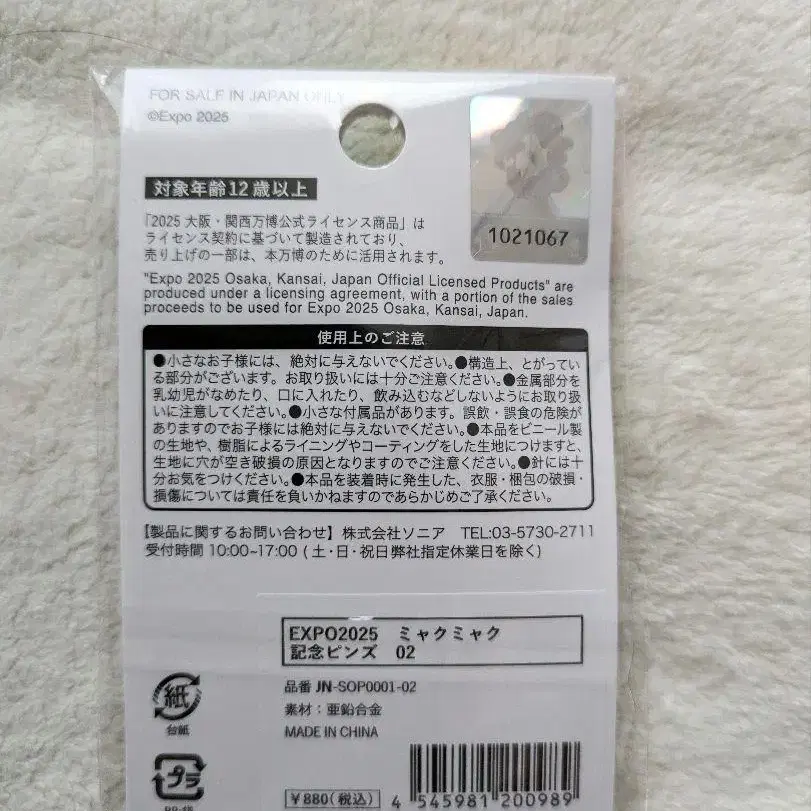 FOR SALE IN JAPAN ONLY
©Expo 2025
1021067
対象年齢12歳以上
「2025 大阪・関西万博公式ライセンス商品」は
ライセンス契約に基づいて製造されており、
売り上げの一部は、本万博のために活用されます。
"Expo 2025 Osaka, Kansai, Japan Official Licensed Products" are
produced under a licensing agreement, with a portion of the sales
proceeds to be used for Expo 2025 Osaka, Kansai, Japan.
使用上のご注意
●小さなお子様には、絶対に与えないでください。●構造上、とがってい
る部分がございます。お取り扱いには十分ご注意ください。●金属部分を
乳幼児がなめたり、口に入れたり、飲み込むなどしないようにお取り扱
いに注意してください。●小さな付属品があります。誤飲・誤食の危険が
ありますのでお子様には絶対に与えないでください。●本品をビニール製
の生地や、樹脂によるライニングやコーティングをした生地につけますと、
生地に穴が空き破損の原因となりますのでご注意ください。●針には十
分お気をつけください。●本品を装着時に発生した、衣服・梱包の破損・
損傷については責任を負いかねますのであらかじめご了承ください。
【製品に関するお問い合わせ】株式会社ソニア TEL:03-5730-2711
受付時間 10:00~17:00 (土・日・祝日弊社指定休業日を除く)
EXPO2025 ミャクミャク
記念ピンズ 02
品番 JN-SOP0001-02
素材：亜鉛合金
MADE IN CHINA
紙
台紙
プラ
￥880(税込)
4 545981 200989